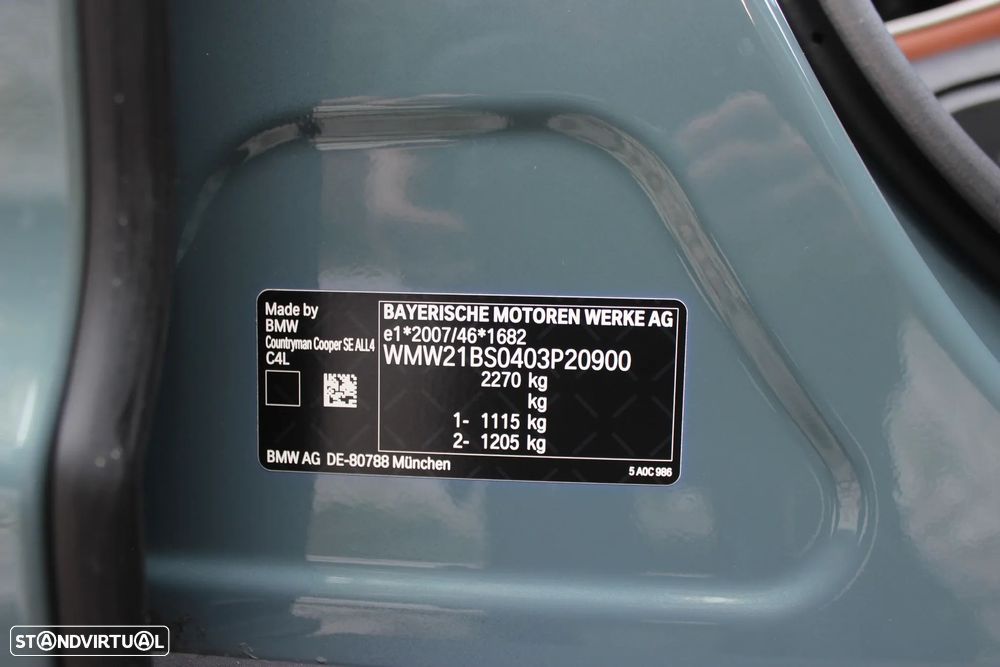 Made by
BMW
Countryman Cooper SE ALL4
C4L
BAYERISCHE MOTOREN WERKE AG
e1*2007/46*1682
WMW21BS0403P20900
2270 kg
kg
1- 1115 kg
2- 1205 kg
BMW AG DE-80788 München
5 A0C 986
STANDVIRTUAL